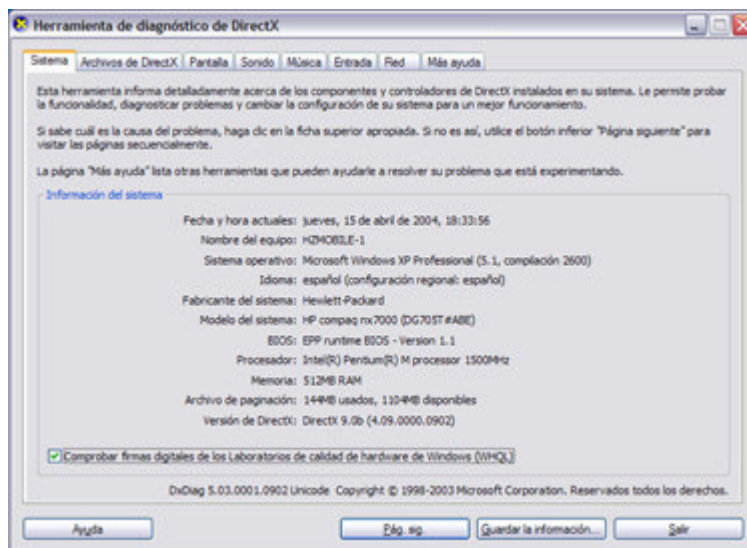 Herramienta de diagnóstico de DirectX
Sistema Archivos de DirectX Pantalla Sonido Música Entrada Red Más ayuda
Esta herramienta informa detalladamente acerca de los componentes y controladores de DirectX instalados en su sistema. Le permite probar
la funcionalidad, diagnosticar problemas y cambiar la configuración de su sistema para un mejor funcionamiento.
Si sabe cuál es la causa del problema, haga clic en la ficha superior apropiada. Si no es así, utilice el botón inferior "Página siguiente" para
visitar las páginas secuencialmente.
La página "Más ayuda" lista otras herramientas que pueden ayudarle a resolver su problema que está experimentando.
Información del sistema
Fecha y hora actuales: jueves, 15 de abril de 2004, 18:33:56
Nombre del equipo: HZMOBILE-1
Sistema operativo: Microsoft Windows XP Professional (5.1, compilación 2600)
Idioma: español (configuración regional: español)
Fabricante del sistema: Hewlett-Packard
Modelo del sistema: HP compaq nx7000 (DG705T#ABE)
BIOS: EPP runtime BIOS - Version 1.1
Procesador: Intel(R) Pentium(R) M processor 1500MHz
Memoria: 512MB RAM
Archivo de paginación: 144MB usados, 1104MB disponibles
Versión de DirectX: DirectX 9.0b (4.09.0000.0902)
Comprobar firmas digitales de los Laboratorios de calidad de hardware de Windows (WHQL)
DxDiag 5.03.0001.0902 Unicode Copyright © 1998-2003 Microsoft Corporation. Reservados todos los derechos.
Ayuda Pág. sig. Guardar la información... Salir